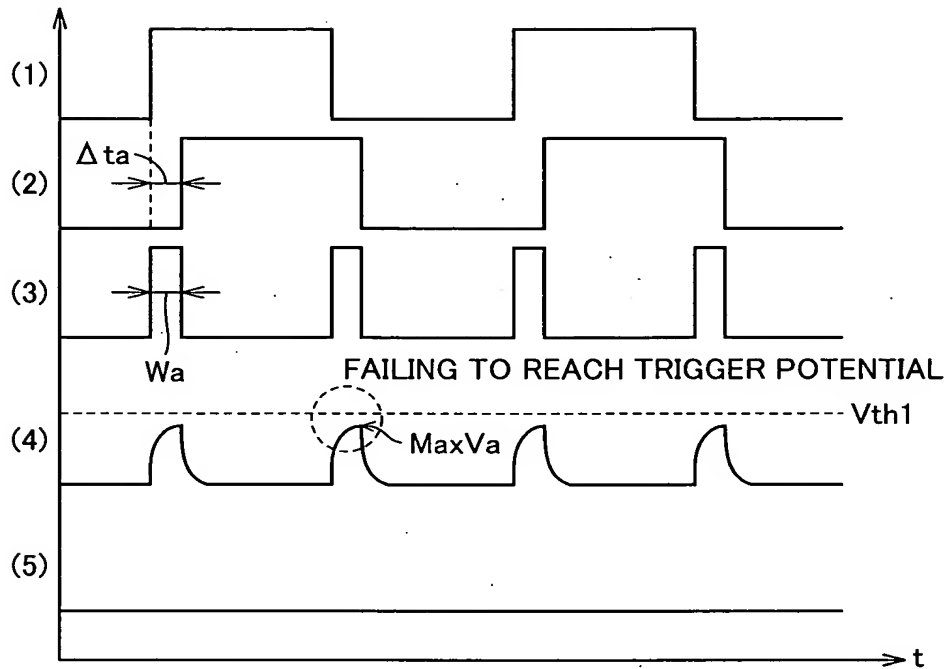 (1)
Δta
(2)
(3)
Wa
FAILING TO REACH TRIGGER POTENTIAL
Vth1
(4)
MaxVa
(5)
t